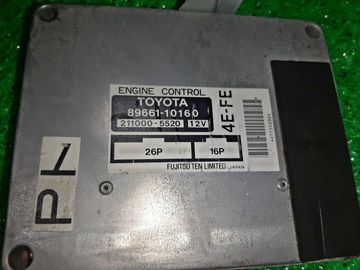 ENGINE CONTROL
TOYOTA
89661-10160
211000-5520 12V
4E-FE
26P 16P
FUJITSU TEN LIMITED JAPAN